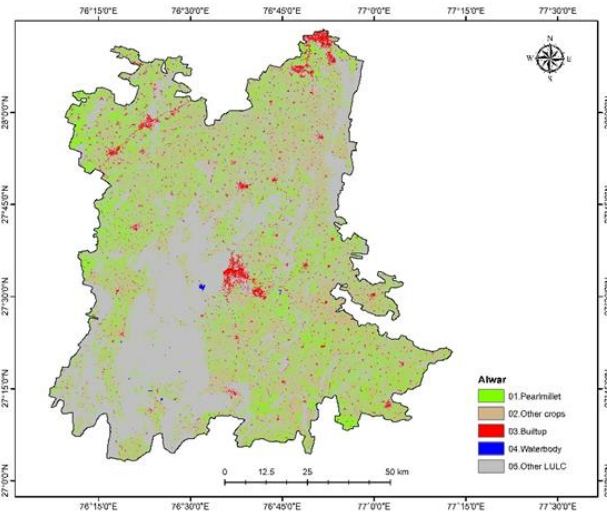 76°15'0"E 76°30'0"E 76°45'0"E 77°0'0"E 77°15'0"E 77°30'0"E
N
W E
S
28°0'0"N
27°45'0"N
27°30'0"N
27°15'0"N
27°0'0"N
Alwar
01.Pearlmillet
02.Other crops
03.Builtup
04.Waterbody
05.Other LULC
0 12.5 25 50 km
76°15'0"E 76°30'0"E 76°45'0"E 77°0'0"E 77°15'0"E 77°30'0"E